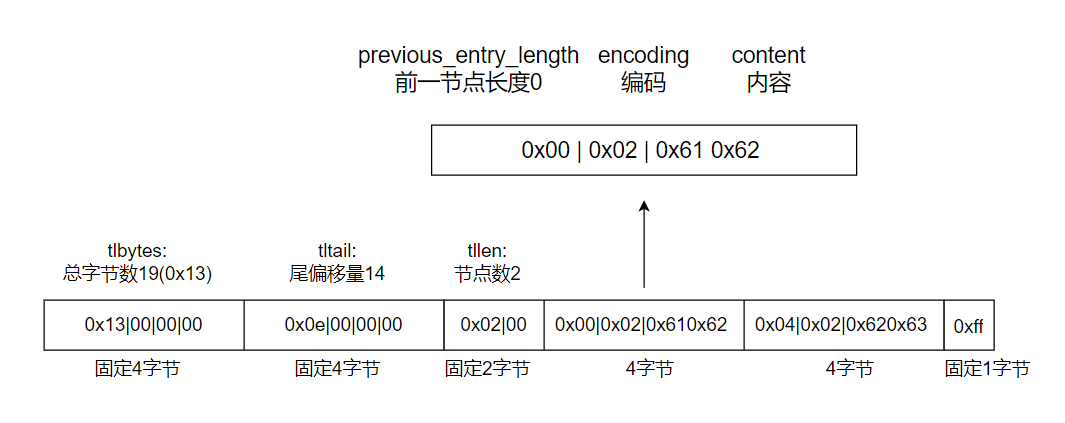 previous_entry_length encoding content
前一节点长度0 编码 内容
0x00 | 0x02 | 0x61 0x62
tlbytes: tltail: tllen:
总字节数19(0x13) 尾偏移量14 节点数2
0x13|00|00|00 0x0e|00|00|00 0x02|00 0x00|0x02|0x610x62 0x04|0x02|0x620x63 0xff
固定4字节 固定4字节 固定2字节 4字节 4字节 固定1字节